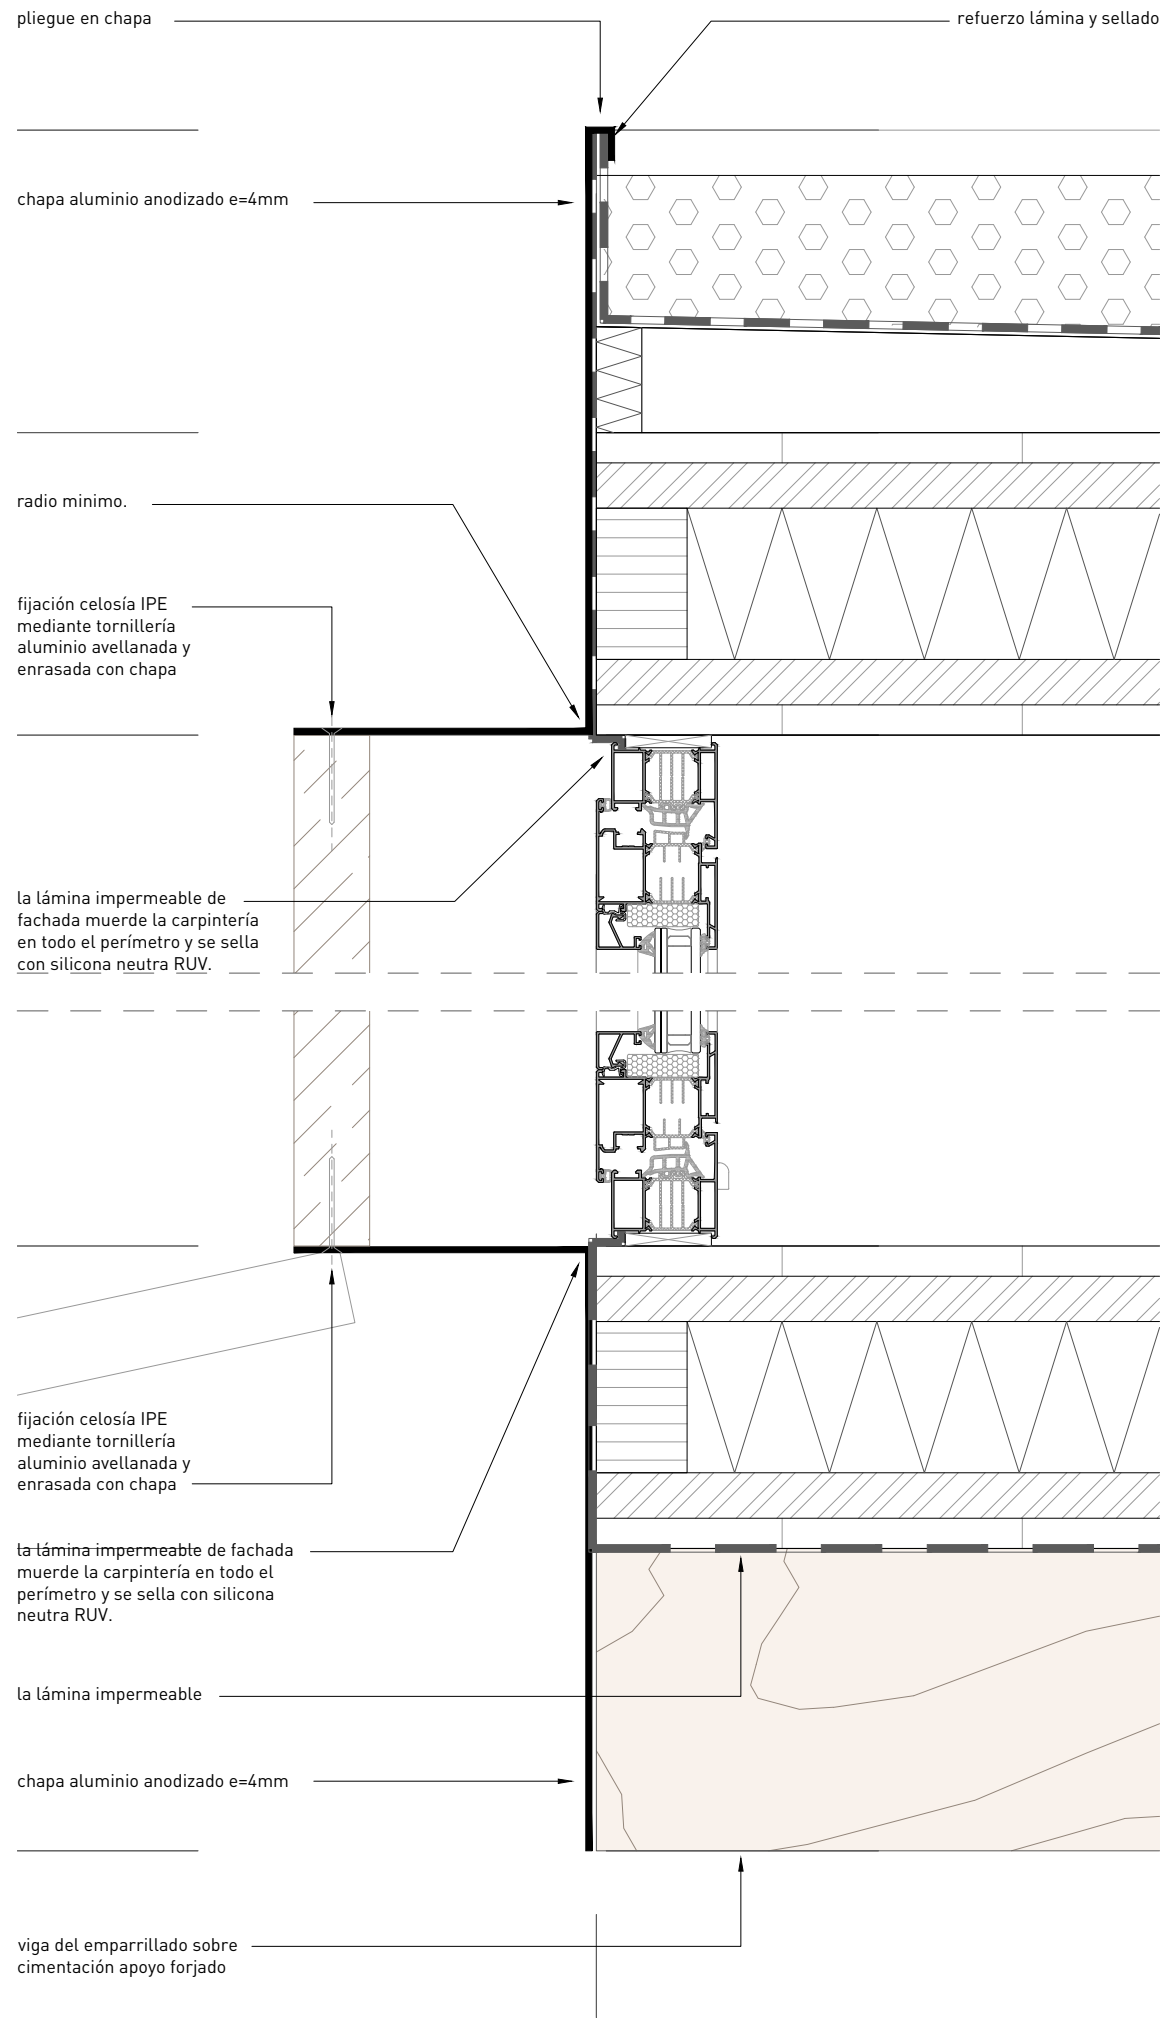 pliegue en chapa
refuerzo lámina y sellado
chapa aluminio anodizado e=4mm
radio minimo.
fijación celosía IPE
mediante tornillería
aluminio avellanada y
enrasada con chapa
la lámina impermeable de
fachada muerde la carpintería
en todo el perímetro y se sella
con silicona neutra RUV.
fijación celosía IPE
mediante tornillería
aluminio avellanada y
enrasada con chapa
la lámina impermeable de fachada
muerde la carpintería en todo el
perímetro y se sella con silicona
neutra RUV.
la lámina impermeable
chapa aluminio anodizado e=4mm
viga del emparrillado sobre
cimentación apoyo forjado